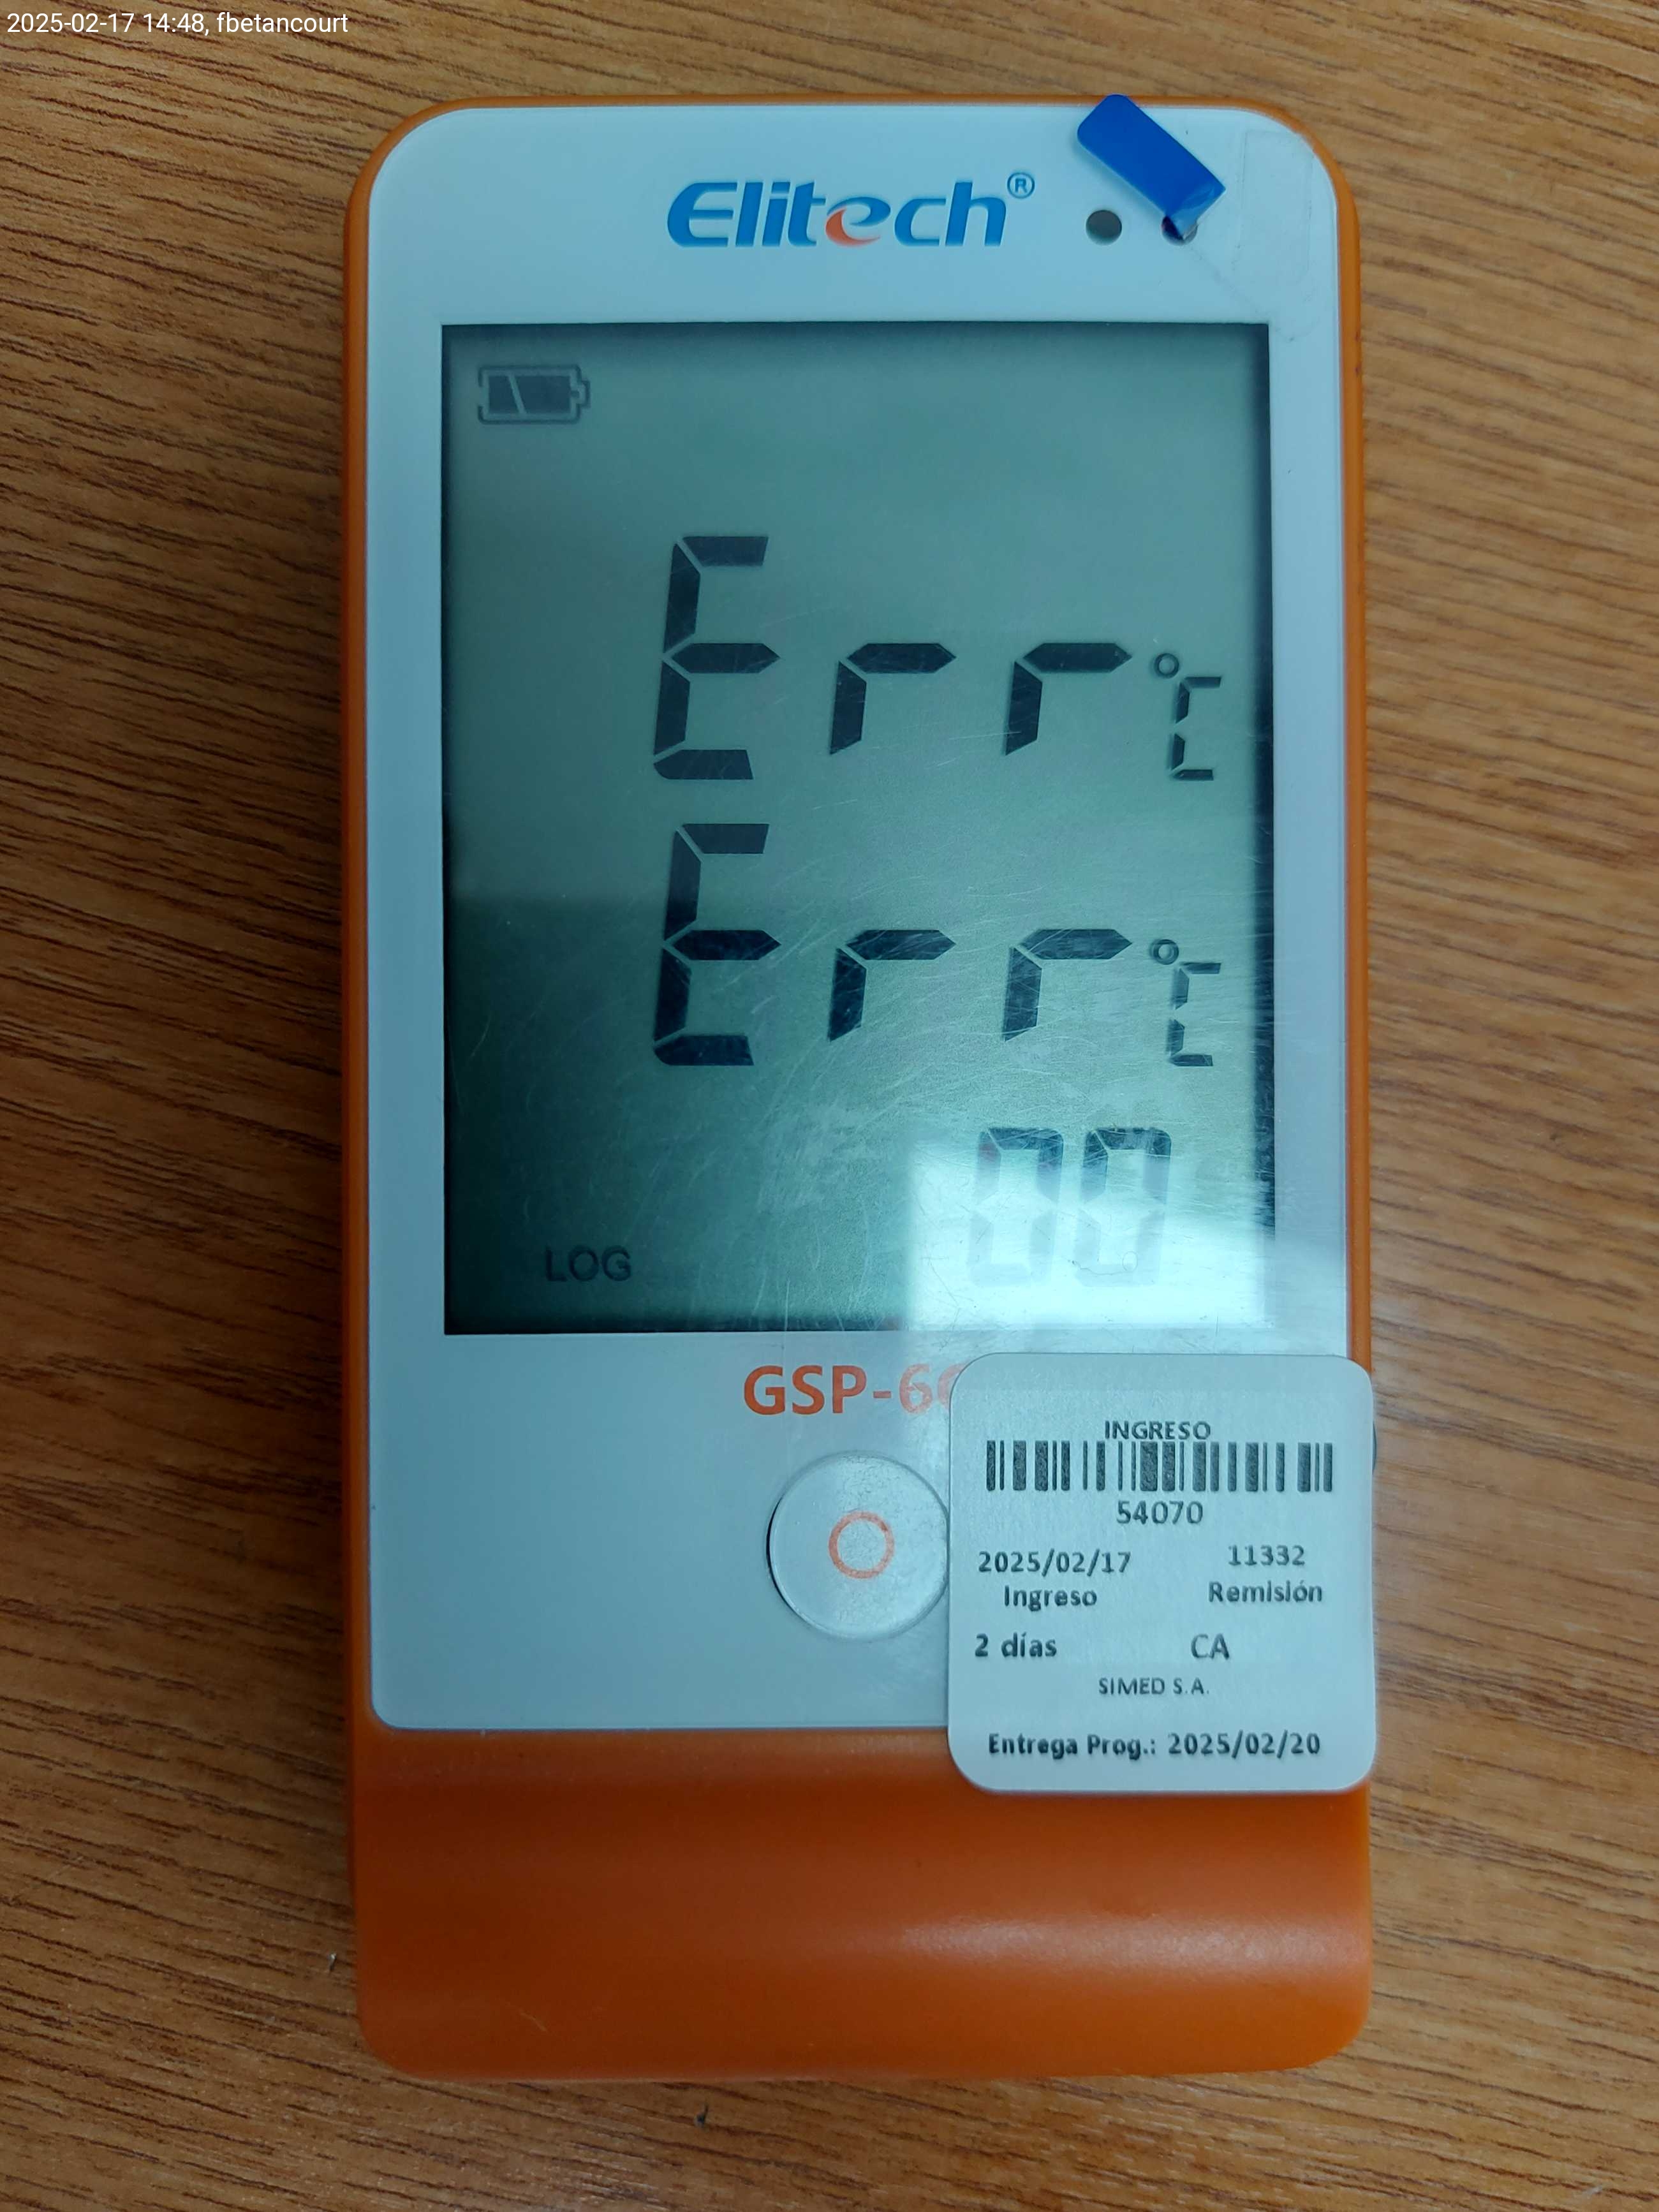 2025-02-17 14:48, fbetancourt
Elitech®
Err°C
Err°C
00
LOG
GSP-6
INGRESO
54070
2025/02/17 11332
Ingreso Remisión
2 días CA
SIMED S.A.
Entrega Prog.: 2025/02/20